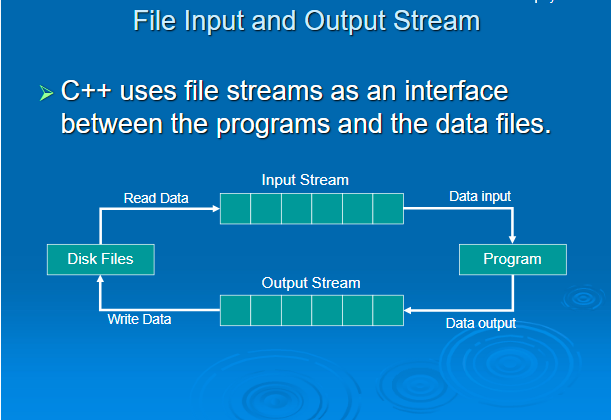 File Input and Output Stream
C++ uses file streams as an interface
between the programs and the data files.
Input Stream
Read Data
Data input
Disk Files
Program
Output Stream
Write Data
Data output